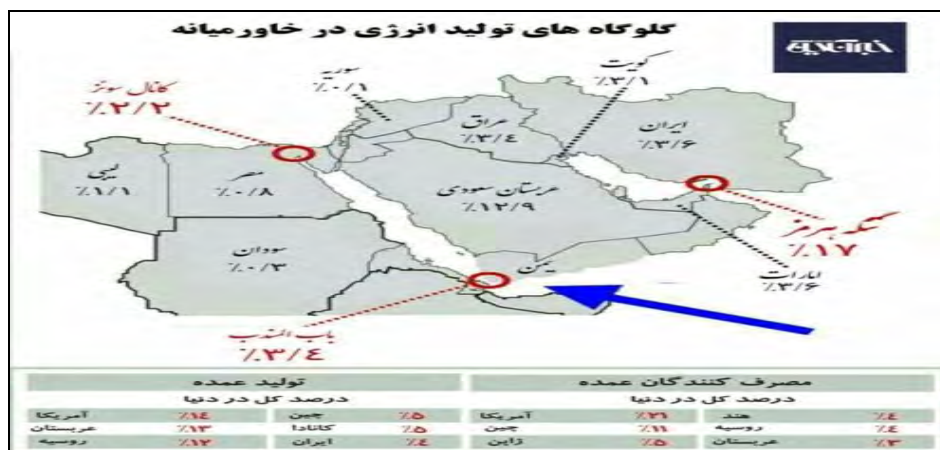 گلوگاه های تولید انرژی در خاورمیانه
خبرآنلاین
کانال سوئز
٪۲/۲
سوریه
٪۰/۱
کویت
٪۳/۱
عراق
٪۳/۴
ایران
٪۳/۶
لیبی
٪۱/۱
مصر
٪۰/۸
عربستان سعودی
٪۱۲/۹
تنگه هرمز
٪۱۷
سودان
٪۰/۳
یمن
امارات
٪۳/۶
باب المندب
٪۳/۴
مصرف کنندگان عمده
درصد کل در دنیا
هند ٪۴ آمریکا ٪۲۱
روسیه ٪۴ چین ٪۱۱
عربستان ٪۳ ژاپن ٪۵
تولید عمده
درصد کل در دنیا
چین ٪۵ آمریکا ٪۱۴
کانادا ٪۵ عربستان ٪۱۳
ایران ٪۴ روسیه ٪۱۲